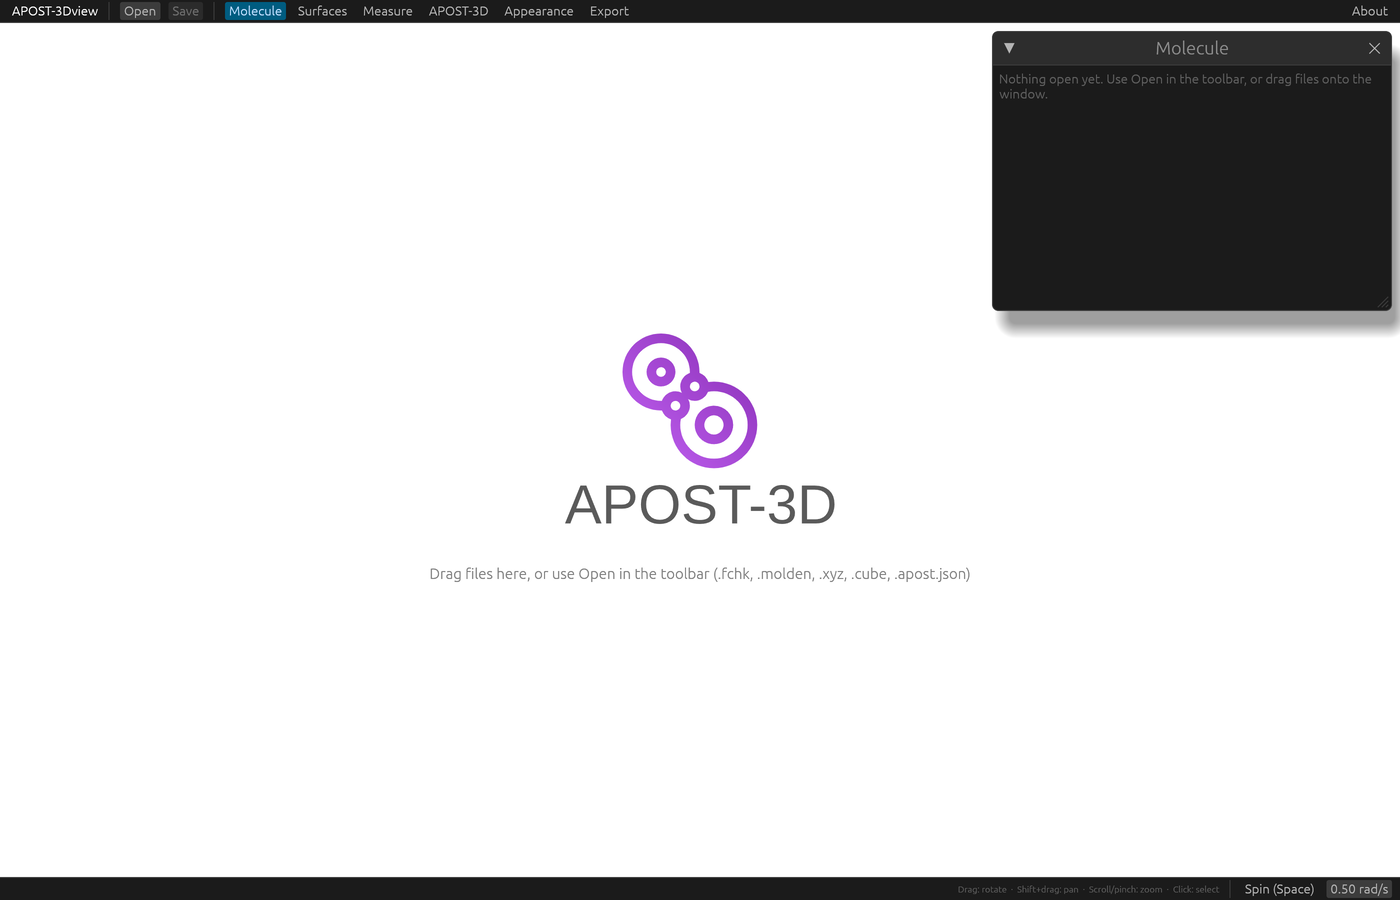 APOST-3Dview Open Save Molecule Surfaces Measure APOST-3D Appearance Export About
Molecule
Nothing open yet. Use Open in the toolbar, or drag files onto the
window.
APOST-3D
Drag files here, or use Open in the toolbar (.fchk, .molden, .xyz, .cube, .apost.json)
Drag: rotate · Shift+drag: pan · Scroll/pinch: zoom · Click: select Spin (Space) 0.50 rad/s